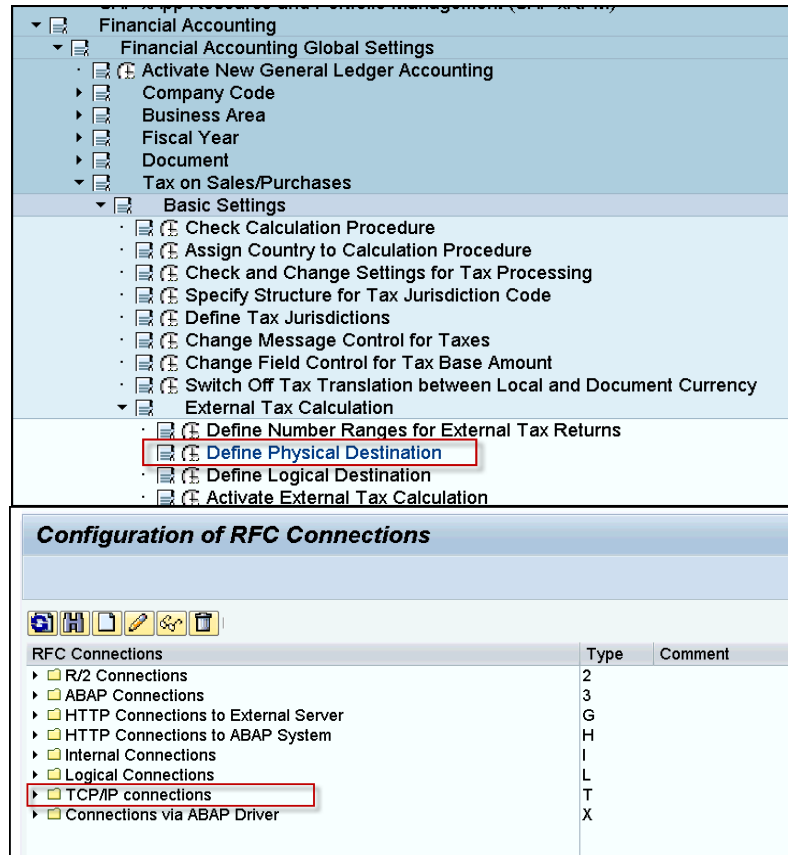 Financial Accounting
Financial Accounting Global Settings
Activate New General Ledger Accounting
Company Code
Business Area
Fiscal Year
Document
Tax on Sales/Purchases
Basic Settings
Check Calculation Procedure
Assign Country to Calculation Procedure
Check and Change Settings for Tax Processing
Specify Structure for Tax Jurisdiction Code
Define Tax Jurisdictions
Change Message Control for Taxes
Change Field Control for Tax Base Amount
Switch Off Tax Translation between Local and Document Currency
External Tax Calculation
Define Number Ranges for External Tax Returns
Define Physical Destination
Define Logical Destination
Activate External Tax Calculation
Configuration of RFC Connections
RFC Connections Type Comment
R/2 Connections 2
ABAP Connections 3
HTTP Connections to External Server G
HTTP Connections to ABAP System H
Internal Connections I
Logical Connections L
TCP/IP connections T
Connections via ABAP Driver X